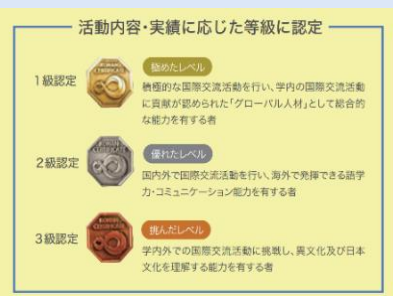 活動内容・実績に応じた等級に認定
1級認定
極めたレベル
積極的な国際交流活動を行い、学内の国際交流活動
に貢献が認められた「グローバル人材」として総合的
な能力を有する者
2級認定
優れたレベル
国内外で国際交流活動を行い、海外で発揮できる語学
力・コミュニケーション能力を有する者
3級認定
挑んだレベル
学内外での国際交流活動に挑戦し、異文化及び日本
文化を理解する能力を有する者